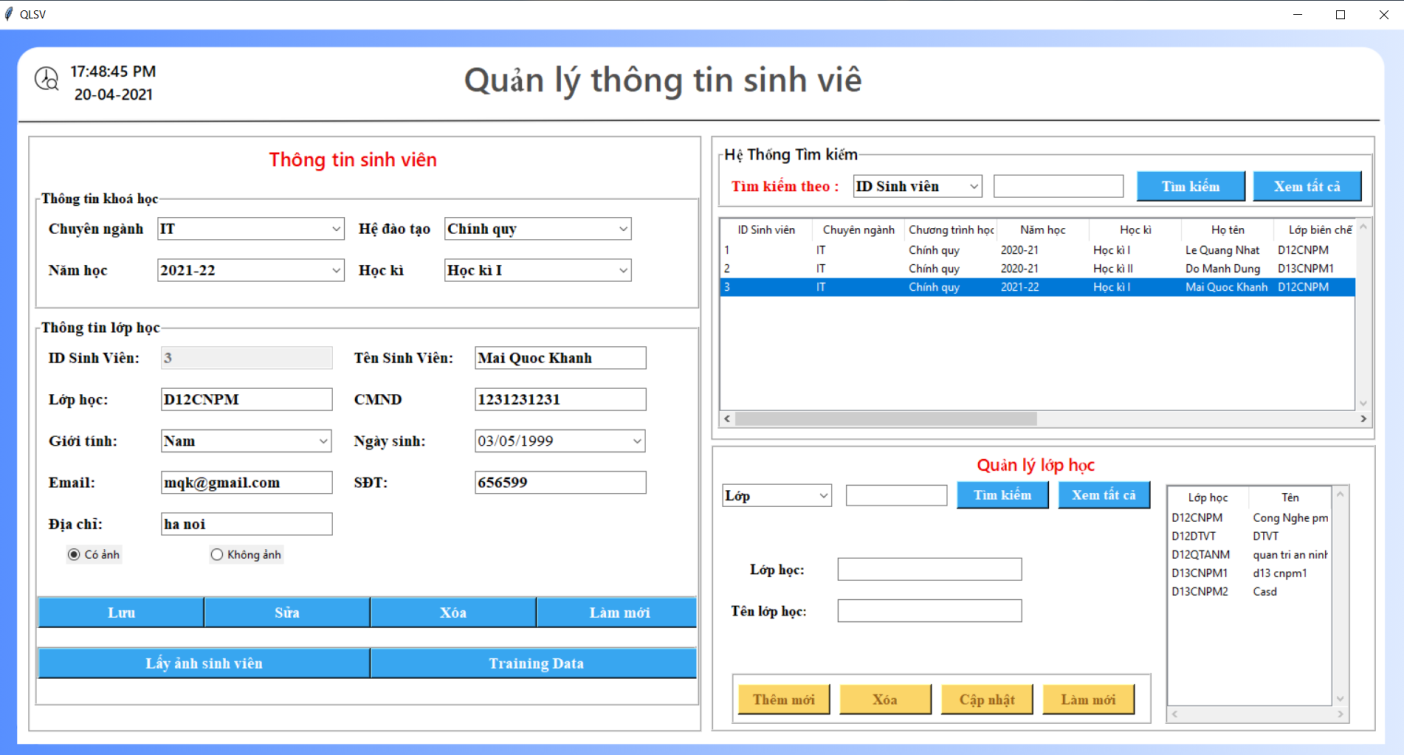 QLSV
17:48:45 PM
20-04-2021
Quản lý thông tin sinh viê
Thông tin sinh viên
Thông tin khoá học
Chuyên ngành IT Hệ đào tạo Chính quy
Năm học 2021-22 Học kì Học kì I
Thông tin lớp học
ID Sinh Viên: 3 Tên Sinh Viên: Mai Quoc Khanh
Lớp học: D12CNPM CMND 1231231231
Giới tính: Nam Ngày sinh: 03/05/1999
Email: mqk@gmail.com SĐT: 656599
Địa chỉ: ha noi
Có ảnh Không ảnh
Lưu Sửa Xóa Làm mới
Lấy ảnh sinh viên Training Data
Hệ Thống Tìm kiếm
Tìm kiếm theo : ID Sinh viên Tìm kiếm Xem tất cả
ID Sinh viên Chuyên ngành Chương trình học Năm học Học kì Họ tên Lớp biên chế
1 IT Chính quy 2020-21 Học kì I Le Quang Nhat D12CNPM
2 IT Chính quy 2020-21 Học kì II Do Manh Dung D13CNPM1
3 IT Chính quy 2021-22 Học kì I Mai Quoc Khanh D12CNPM
Quản lý lớp học
Lớp Tìm kiếm Xem tất cả
Lớp học:
Tên lớp học:
Thêm mới Xóa Cập nhật Làm mới
Lớp học Tên
D12CNPM Cong Nghe pm
D12DTVT DTVT
D12QTANM quan tri an ninh
D13CNPM1 d13 cnpm1
D13CNPM2 Casd